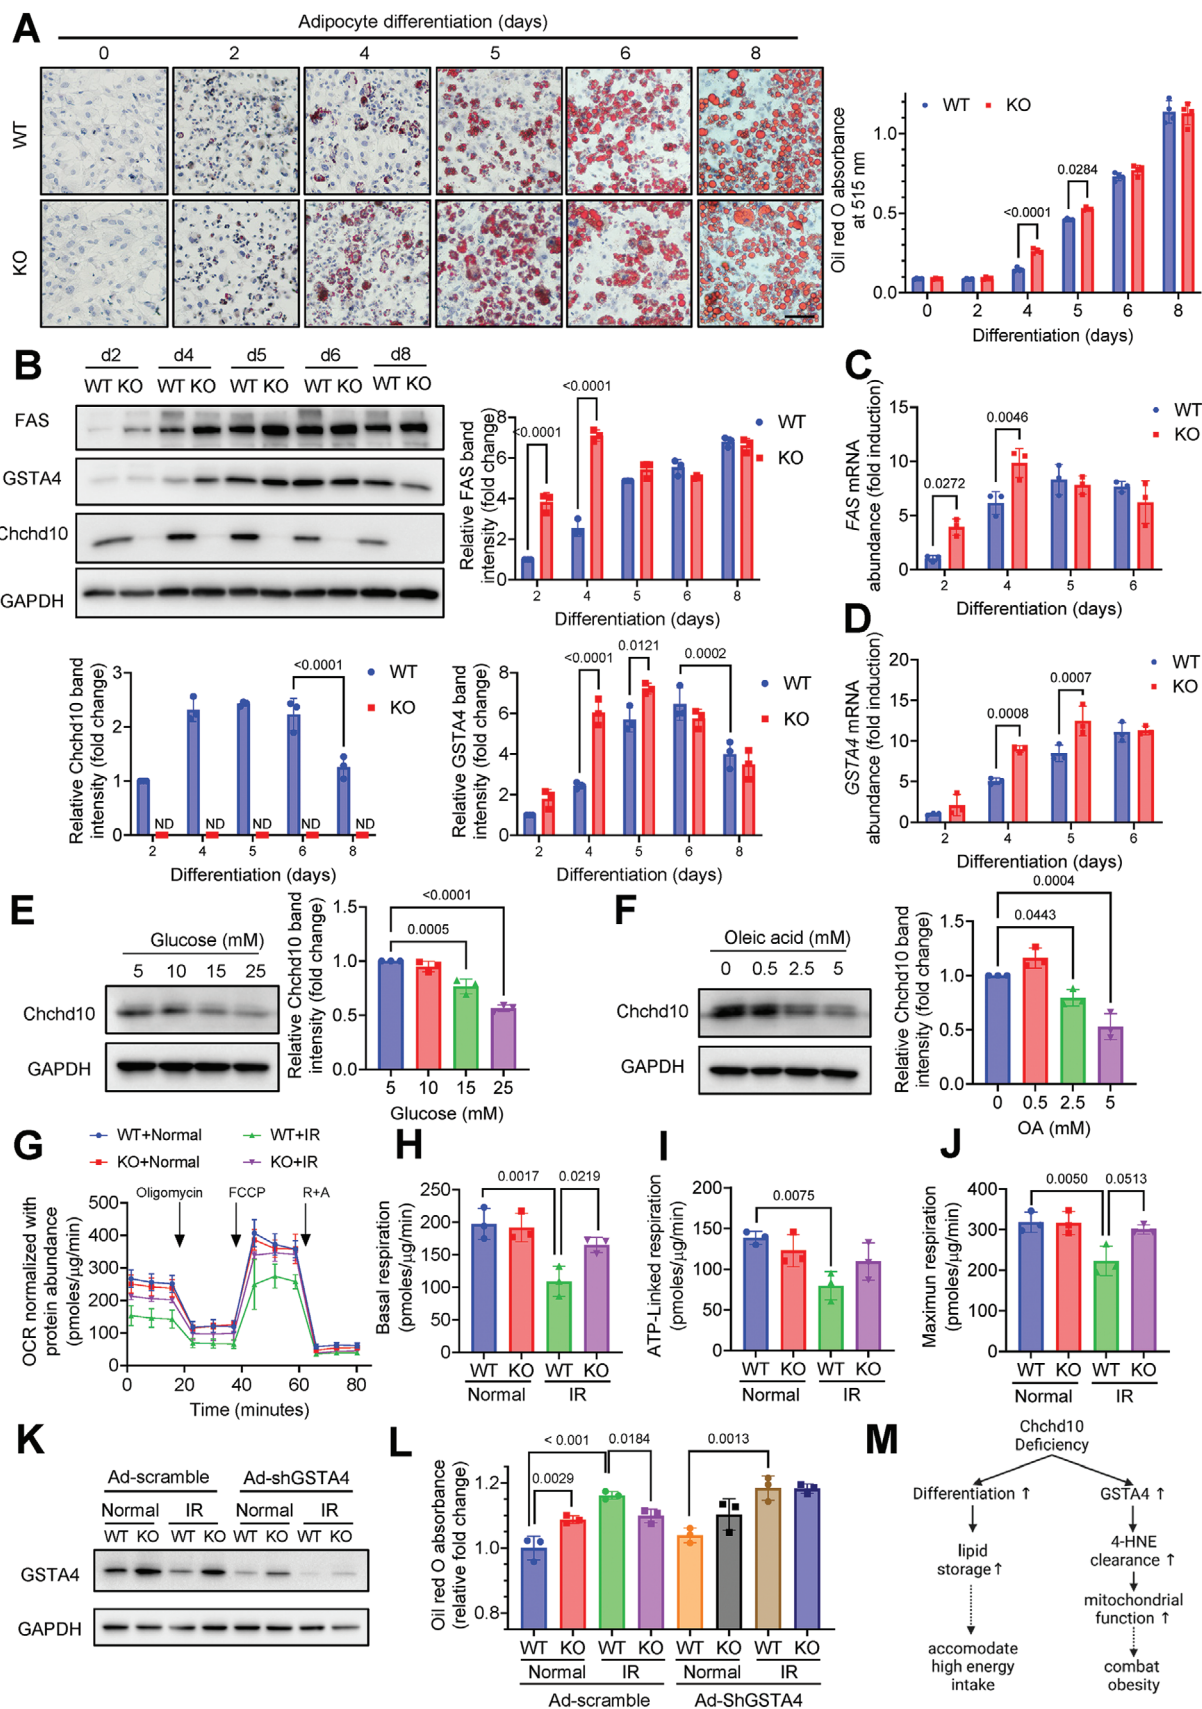 A
Adipocyte differentiation (days)
0 2 4 5 6 8
WT
KO
Oil red O absorbance
at 515 nm
WT KO
1.0
0.5
0.0
<0.0001
0.0284
0 2 4 5 6 8
Differentiation (days)
B
d2 d4 d5 d6 d8
WT KO WT KO WT KO WT KO WT KO
FAS
GSTA4
Chchd10
GAPDH
Relative FAS band
intensity (fold change)
8
6
4
2
0
<0.0001
<0.0001
WT
KO
2 4 5 6 8
Differentiation (days)
C
FAS mRNA
abundance (fold induction)
15
10
5
0
0.0272
0.0046
WT
KO
2 4 5 6
Differentiation (days)
Relative Chchd10 band
intensity (fold change)
3
2
1
0
<0.0001
WT
KO
ND ND ND ND ND
2 4 5 6 8
Differentiation (days)
Relative GSTA4 band
intensity (fold change)
8
6
4
2
0
<0.0001
0.0121
0.0002
WT
KO
2 4 5 6 8
Differentiation (days)
D
GSTA4 mRNA
abundance (fold induction)
20
15
10
5
0
0.0008
0.0007
WT
KO
2 4 5 6
Differentiation (days)
E
Glucose (mM)
5 10 15 25
Chchd10
GAPDH
Relative Chchd10 band
intensity (fold change)
1.5
1.0
0.5
0.0
<0.0001
0.0005
5 10 15 25
Glucose (mM)
F
Oleic acid (mM)
0 0.5 2.5 5
Chchd10
GAPDH
Relative Chchd10 band
intensity (fold change)
1.5
1.0
0.5
0.0
0.0004
0.0443
0 0.5 2.5 5
OA (mM)
G
WT+Normal WT+IR
KO+Normal KO+IR
Oligomycin FCCP R+A
OCR normalized with
protein abundance
(pmoles/μg/min)
500
400
300
200
100
0
0 20 40 60 80
Time (minutes)
H
Basal respiration
(pmoles/μg/min)
250
200
150
100
50
0
0.0017 0.0219
WT KO WT KO
Normal IR
I
ATP-Linked respiration
(pmoles/μg/min)
200
150
100
50
0
0.0075
WT KO WT KO
Normal IR
J
Maximun respiration
(pmoles/μg/min)
400
300
200
100
0
0.0050 0.0513
WT KO WT KO
Normal IR
K
Ad-scramble Ad-shGSTA4
Normal IR Normal IR
WT KO WT KO WT KO WT KO
GSTA4
GAPDH
L
Oil red O absorbance
(relative fold change)
1.2
1.0
0.8
< 0.001 0.0184 0.0013
0.0029
WT KO WT KO WT KO WT KO
Normal IR Normal IR
Ad-scramble Ad-ShGSTA4
M
Chchd10
Deficiency
Differentiation ↑
lipid
storage↑
accomodate
high energy
intake
GSTA4 ↑
4-HNE
clearance ↑
mitochondrial
function ↑
combat
obesity